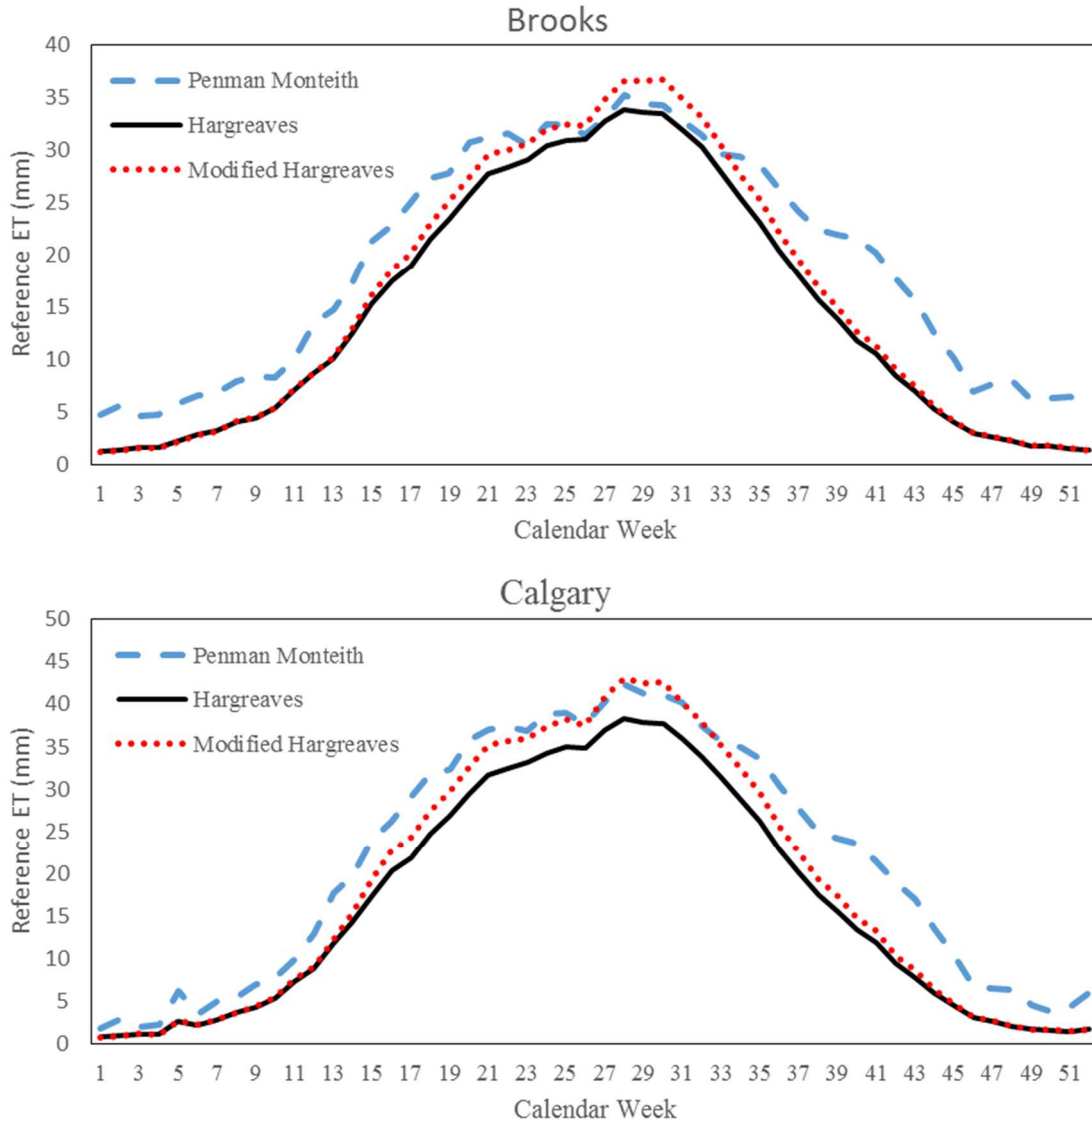 Brooks
40
35
30
25
20
15
10
5
0
Reference ET (mm)
Penman Monteith
Hargreaves
Modified Hargreaves
1 3 5 7 9 11 13 15 17 19 21 23 25 27 29 31 33 35 37 39 41 43 45 47 49 51
Calendar Week
Calgary
50
45
40
35
30
25
20
15
10
5
0
Reference ET (mm)
Penman Monteith
Hargreaves
Modified Hargreaves
1 3 5 7 9 11 13 15 17 19 21 23 25 27 29 31 33 35 37 39 41 43 45 47 49 51
Calendar Week